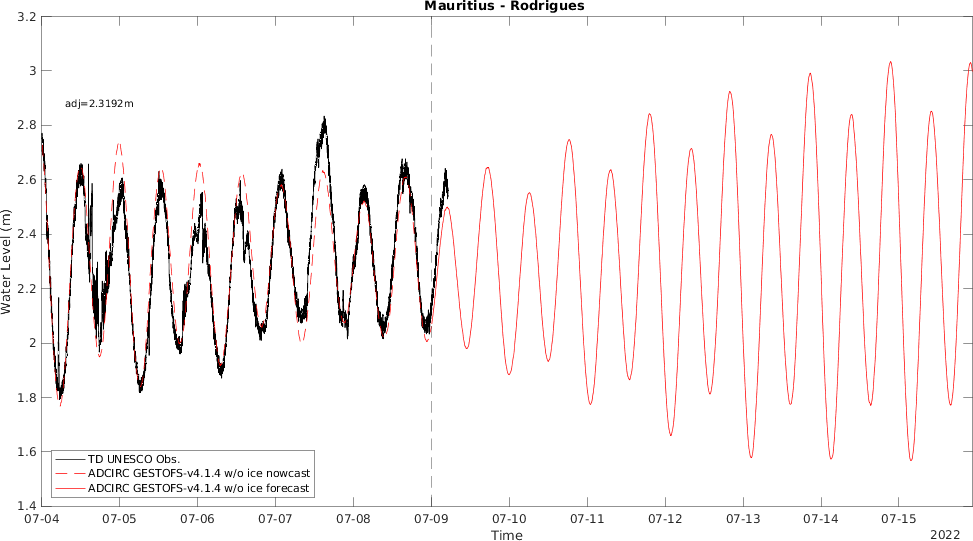 Mauritius - Rodrigues
3.2
3
2.8
2.6
2.4
2.2
2
1.8
1.6
1.4
Water Level (m)
adj=2.3192m
TD UNESCO Obs.
ADCIRC GESTOFS-v4.1.4 w/o ice nowcast
ADCIRC GESTOFS-v4.1.4 w/o ice forecast
07-04 07-05 07-06 07-07 07-08 07-09 07-10 07-11 07-12 07-13 07-14 07-15
Time
2022